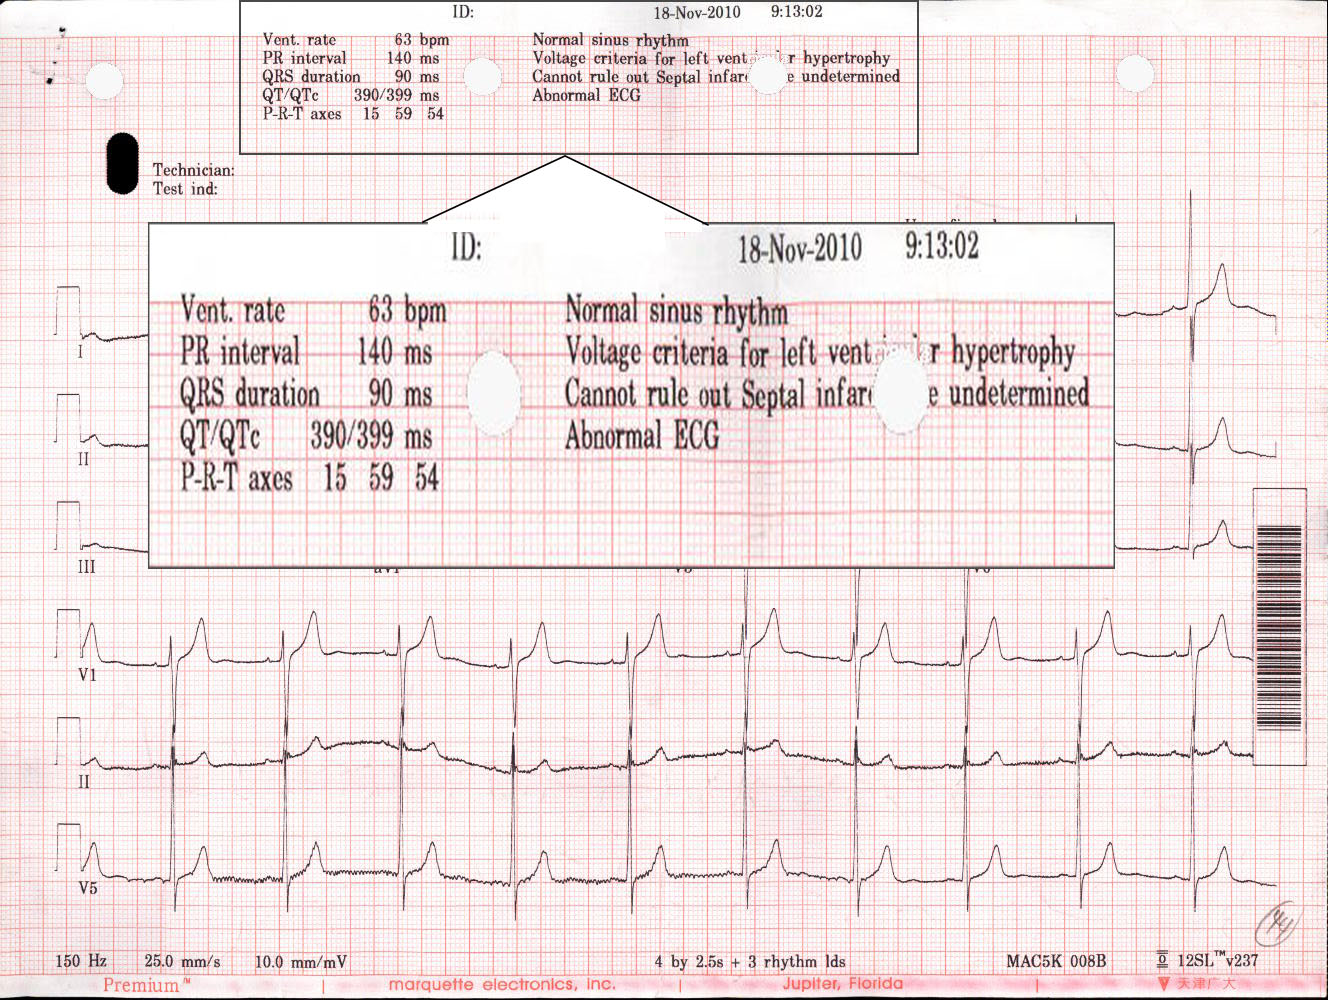 ID: 18-Nov-2010 9:13:02
Vent. rate 63 bpm Normal sinus rhythm
PR interval 140 ms Voltage criteria for left hypertrophy
QRS duration 90 ms Cannot rule out Septal undetermined
QT/QTc 390/399 ms Abnormal ECG
P-R-T axes 15 59 54
Technician:
Test ind:
ID: 18-Nov-2010 9:13:02
Vent. rate 63 bpm Normal sinus rhythm
PR interval 140 ms Voltage criteria for left hypertrophy
QRS duration 90 ms Cannot rule out Septal undetermined
QT/QTc 390/399 ms Abnormal ECG
P-R-T axes 15 59 54
I
II
III
V1
II
V5
150 Hz 25.0 mm/s 10.0 mm/mV 4 by 2.5s + 3 rhythm lds MAC5K 008B 12SL™v237
Premium™ marquette electronics, inc. Jupiter, Florida 天津广大